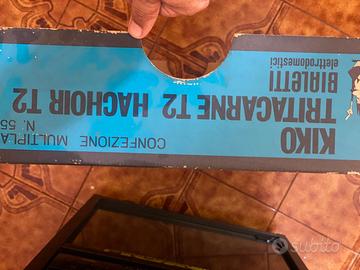 BIALETTI
elettrodomestici
KIKO
TRITACARNE T2 HACHOIR T2
CONFEZIONE MULTIPLA
N. 55
subito